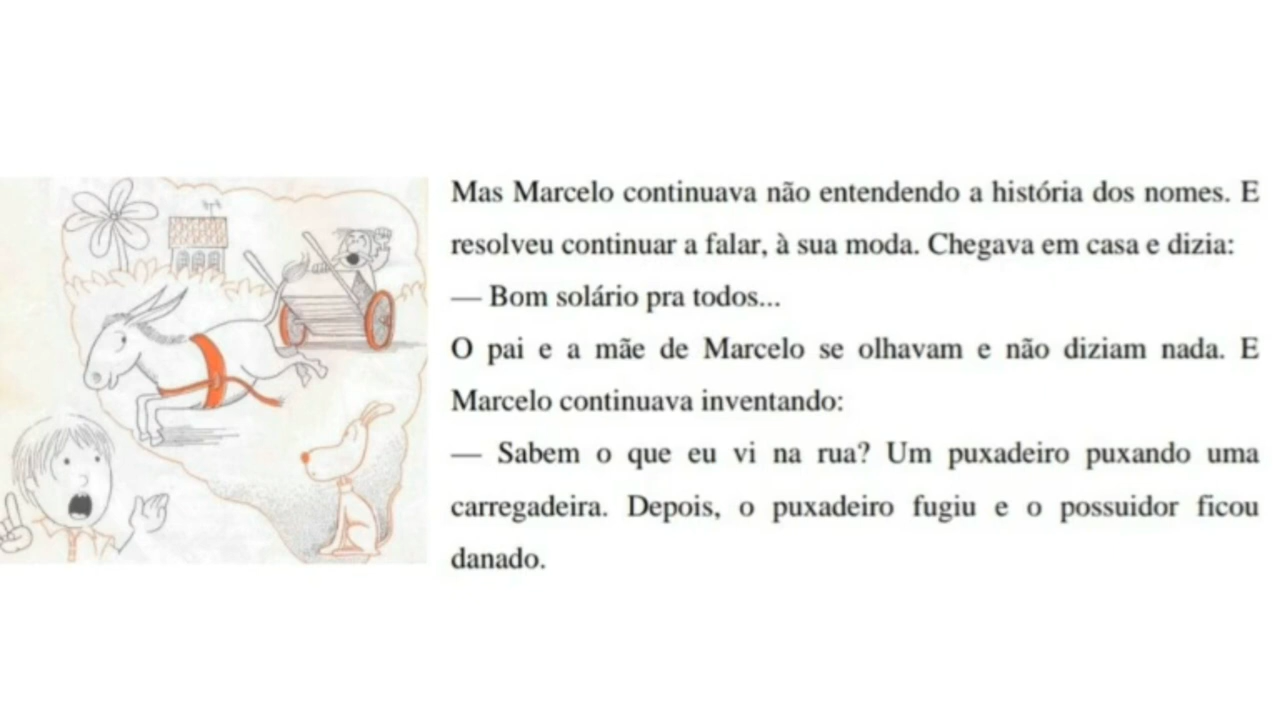 Mas Marcelo continuava não entendendo a história dos nomes. E
resolveu continuar a falar, à sua moda. Chegava em casa e dizia:
— Bom solário pra todos...
O pai e a mãe de Marcelo se olhavam e não diziam nada. E
Marcelo continuava inventando:
— Sabem o que eu vi na rua? Um puxadeiro puxando uma
carregadeira. Depois, o puxadeiro fugiu e o possuidor ficou
danado.